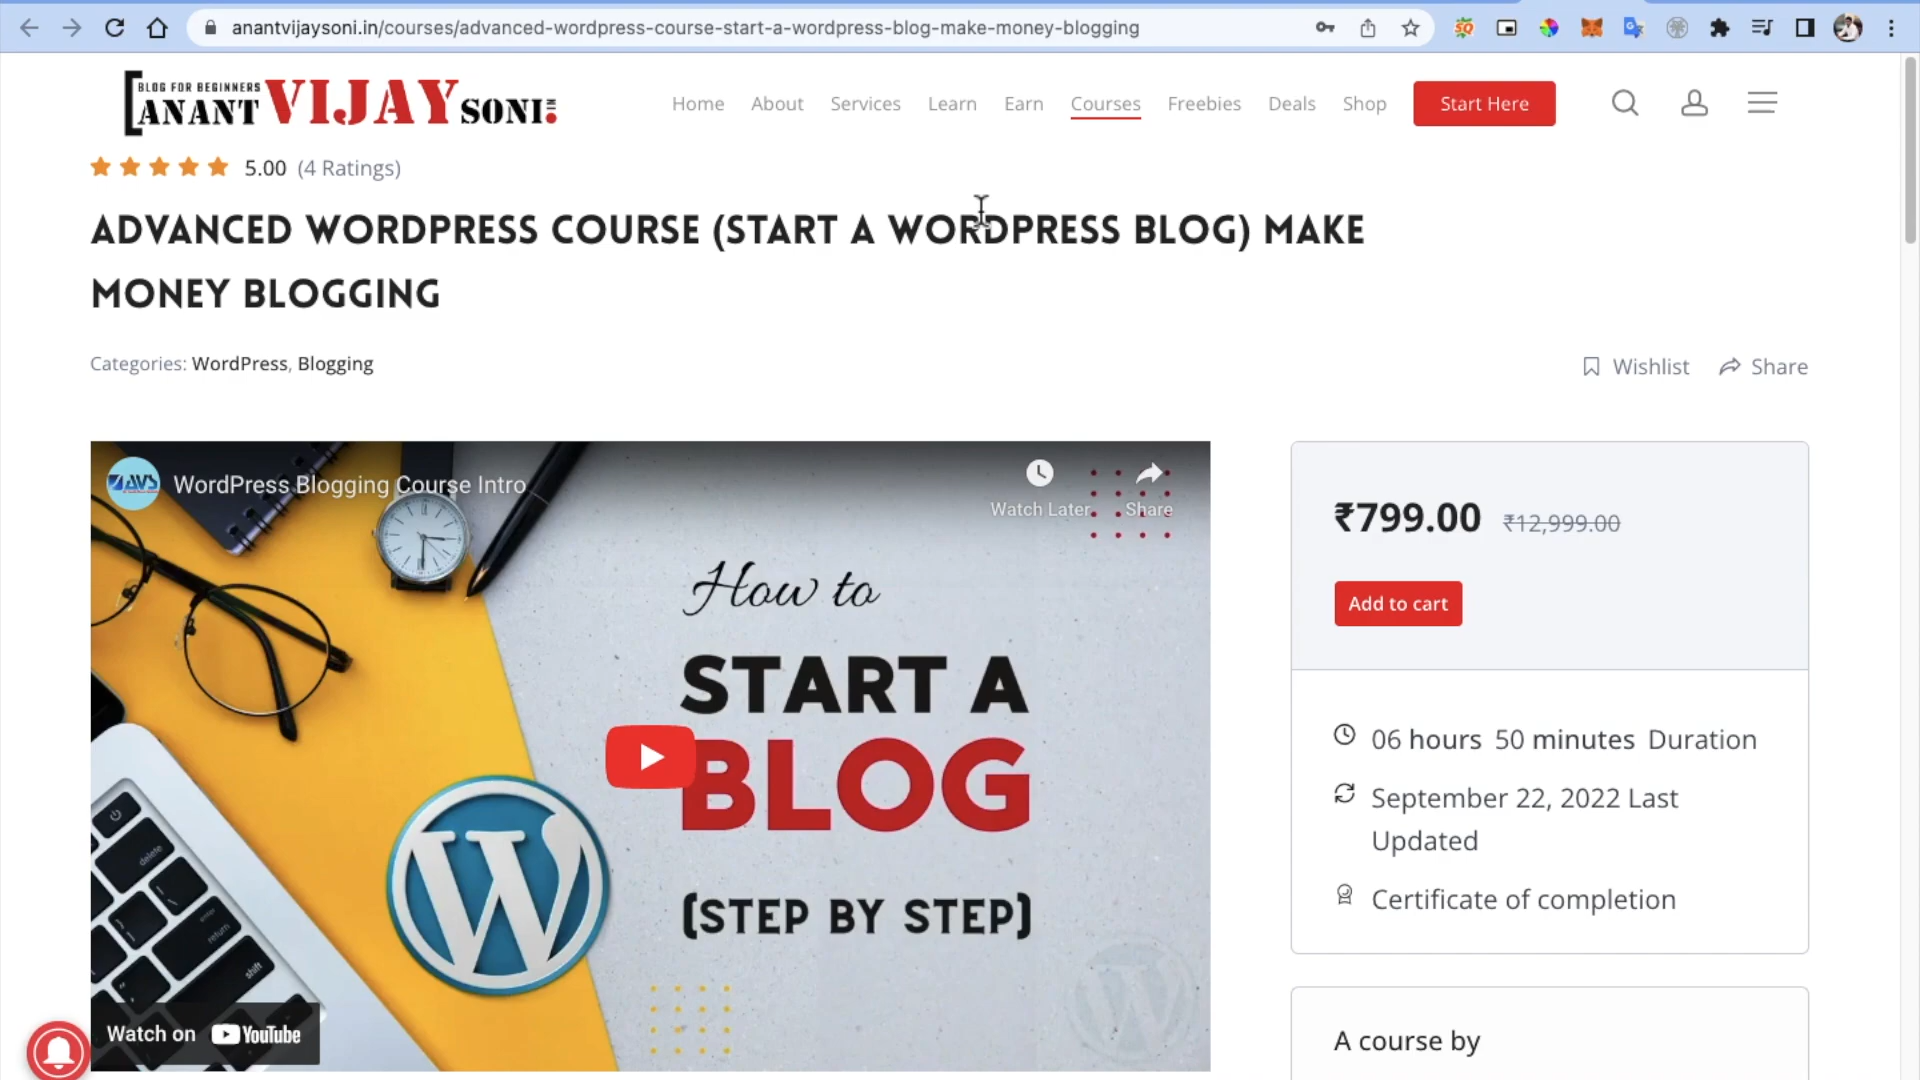 anantvijaysoni.in/courses/advanced-wordpress-course-start-a-wordpress-blog-make-money-blogging
BLOG FOR BEGINNERS
ANANT VIJAY SONI
Home About Services Learn Earn Courses Freebies Deals Shop Start Here
5.00 (4 Ratings)
ADVANCED WORDPRESS COURSE (START A WORDPRESS BLOG) MAKE
MONEY BLOGGING
Categories: WordPress, Blogging
Wishlist Share
AVS
WordPress Blogging Course Intro
Watch Later Share
How to
START A
BLOG
(STEP BY STEP)
W
delete
enter
return
shift
Watch on YouTube
₹799.00 ₹12,999.00
Add to cart
06 hours 50 minutes Duration
September 22, 2022 Last
Updated
Certificate of completion
A course by